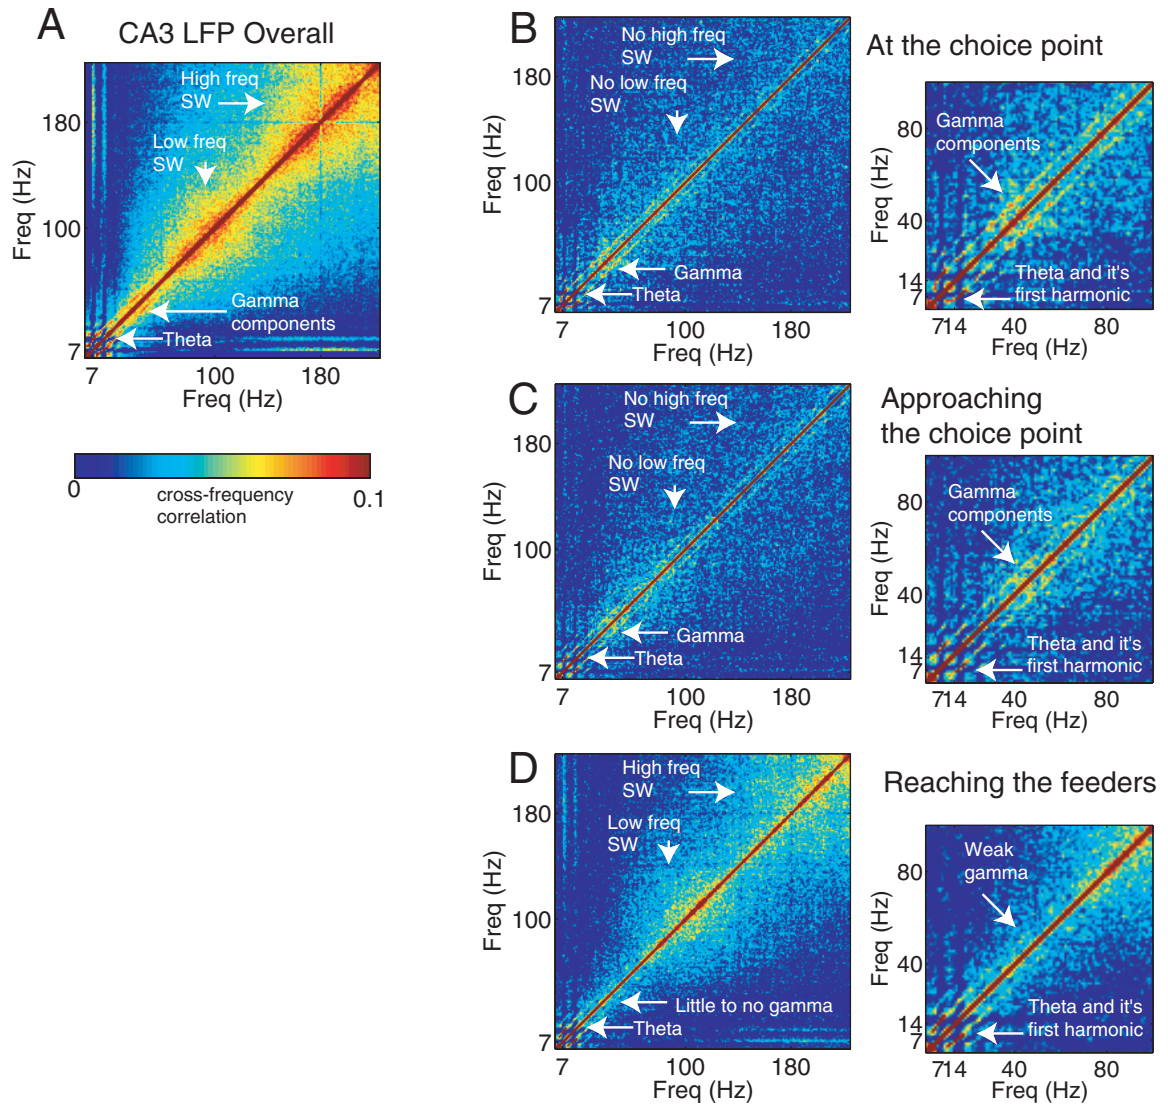 A
CA3 LFP Overall
High freq
SW
Low freq
SW
Gamma
components
Theta
180
100
7
Freq (Hz)
7
100
180
Freq (Hz)
0
cross-frequency
correlation
0.1
B
No high freq
SW
No low freq
SW
Gamma
Theta
180
100
7
Freq (Hz)
7
100
180
Freq (Hz)
At the choice point
Gamma
components
Theta and it's
first harmonic
80
40
14
7
Freq (Hz)
714
40
80
Freq (Hz)
C
No high freq
SW
No low freq
SW
Gamma
Theta
180
100
7
Freq (Hz)
7
100
180
Freq (Hz)
Approaching
the choice point
Gamma
components
Theta and it's
first harmonic
80
40
14
7
Freq (Hz)
714
40
80
Freq (Hz)
D
High freq
SW
Low freq
SW
Little to no gamma
Theta
180
100
7
Freq (Hz)
7
100
180
Freq (Hz)
Reaching the feeders
Weak
gamma
Theta and it's
first harmonic
80
40
14
7
Freq (Hz)
714
40
80
Freq (Hz)